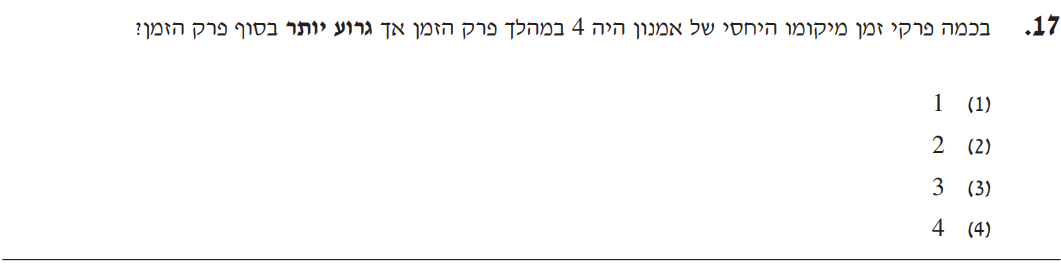 17. בכמה פרקי זמן מיקומו היחסי של אמנון היה 4 במהלך פרק הזמן אך גרוע יותר בסוף פרק הזמן?
(1) 1
(2) 2
(3) 3
(4) 4